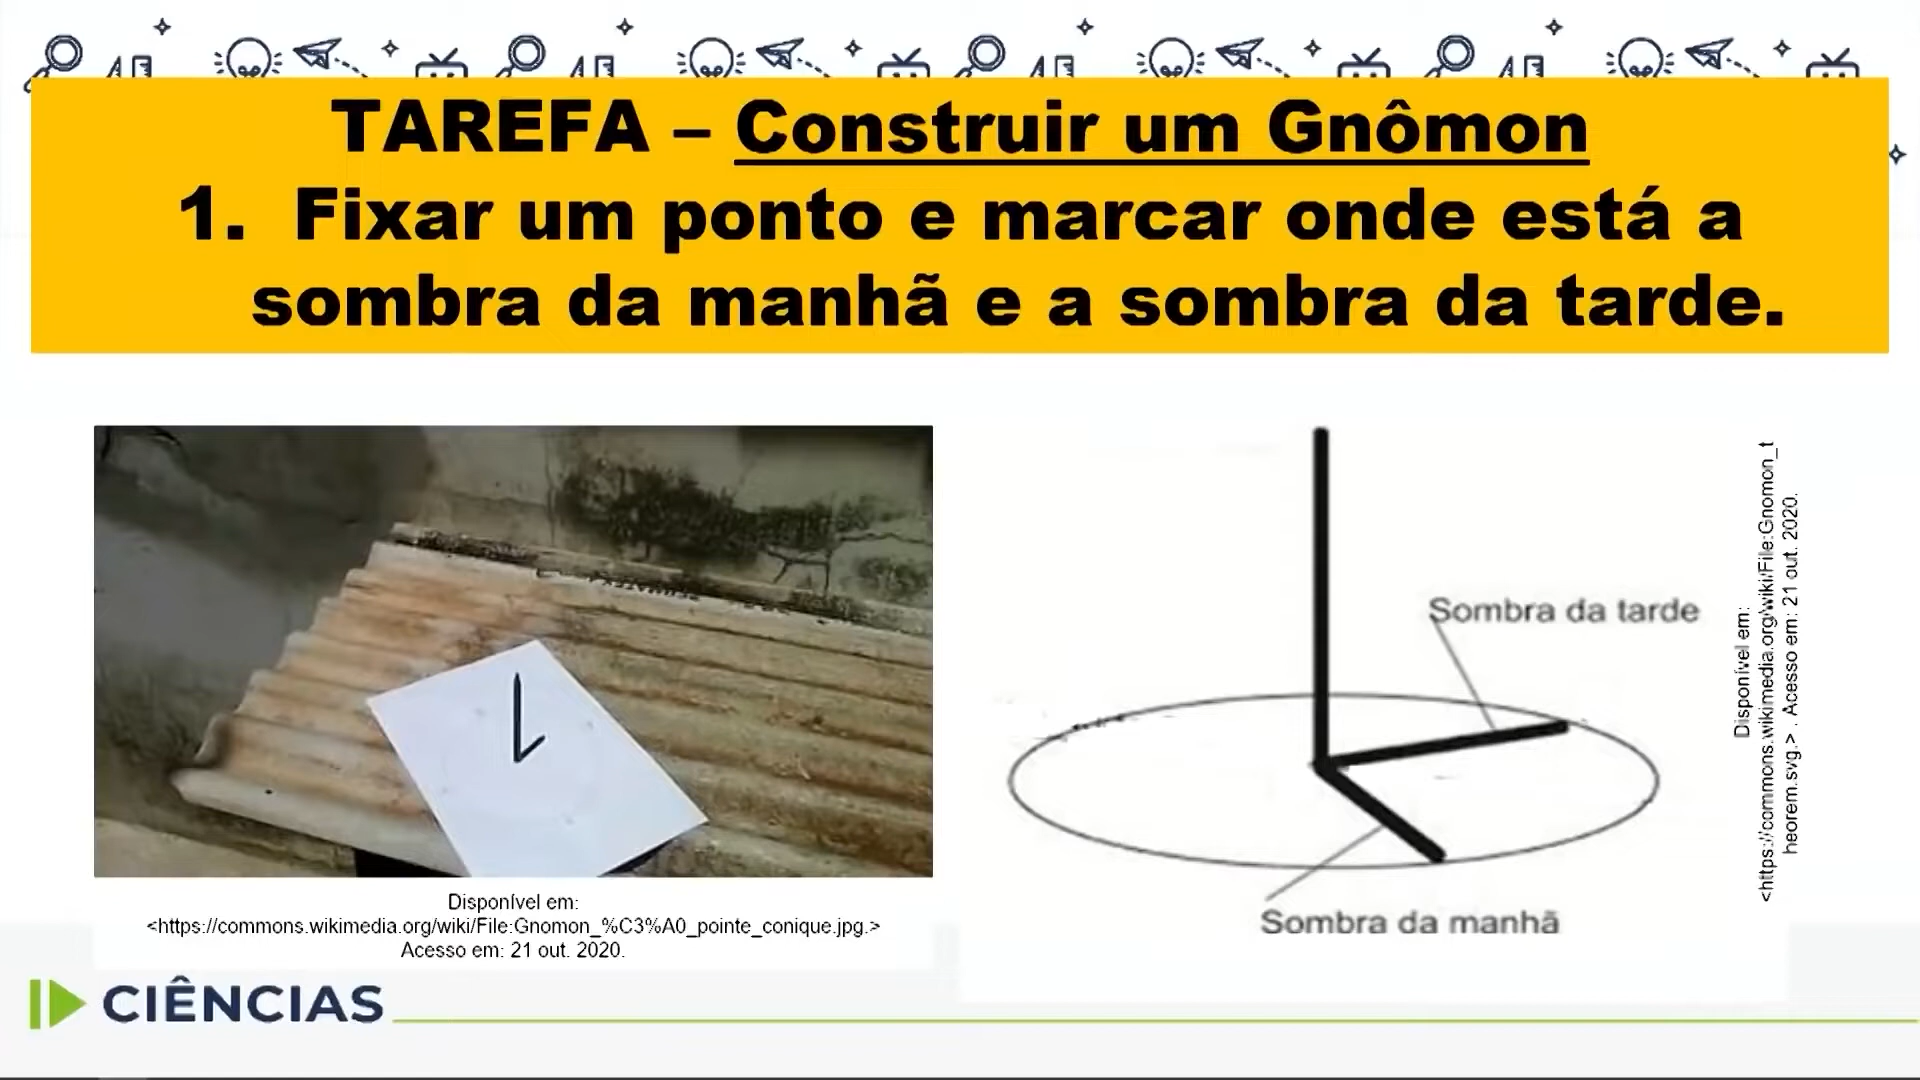 TAREFA – Construir um Gnômon
1. Fixar um ponto e marcar onde está a
sombra da manhã e a sombra da tarde.
Disponível em:
<https://commons.wikimedia.org/wiki/File:Gnomon_%C3%A0_pointe_conique.jpg.>
Acesso em: 21 out. 2020.
Sombra da tarde
Sombra da manhã
Disponível em:
<https://commons.wikimedia.org/wiki/File:Gnomon_t
heorem.svg.> . Acesso em: 21 out. 2020.
CIÊNCIAS